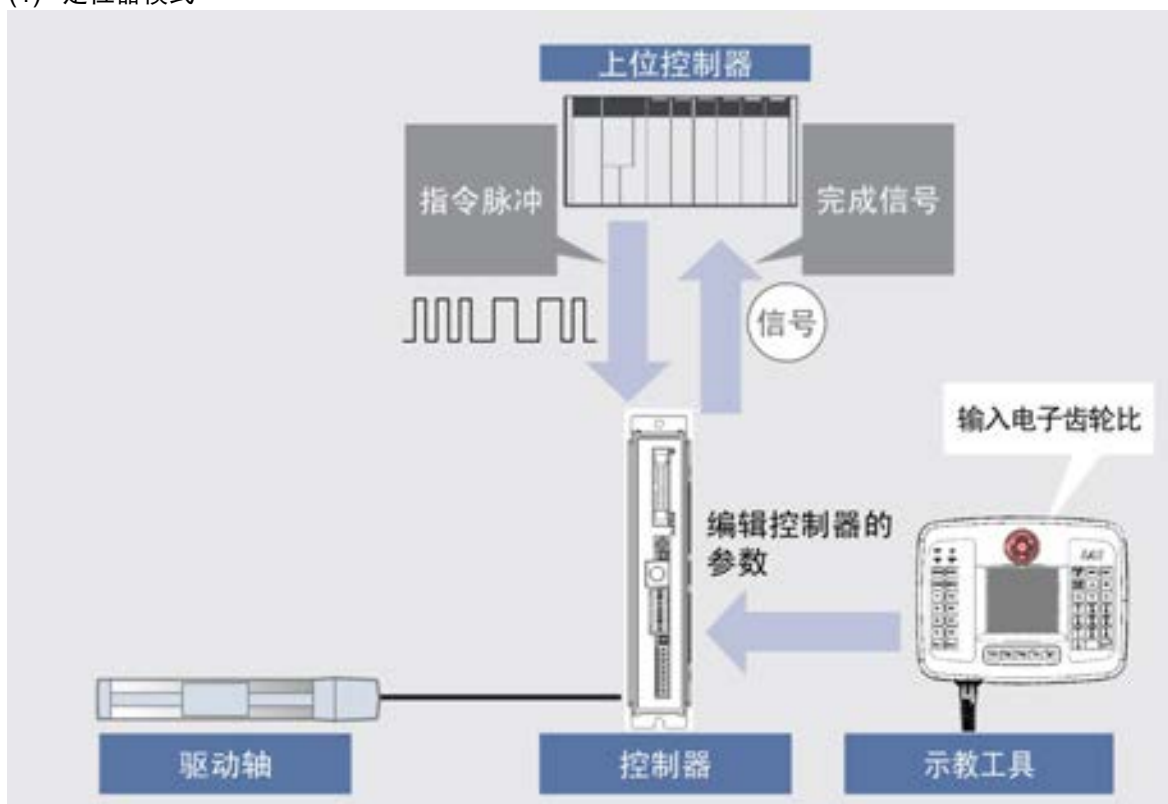 上位控制器
指令脉冲
完成信号
信号
输入电子齿轮比
编辑控制器的
参数
驱动轴
控制器
示教工具